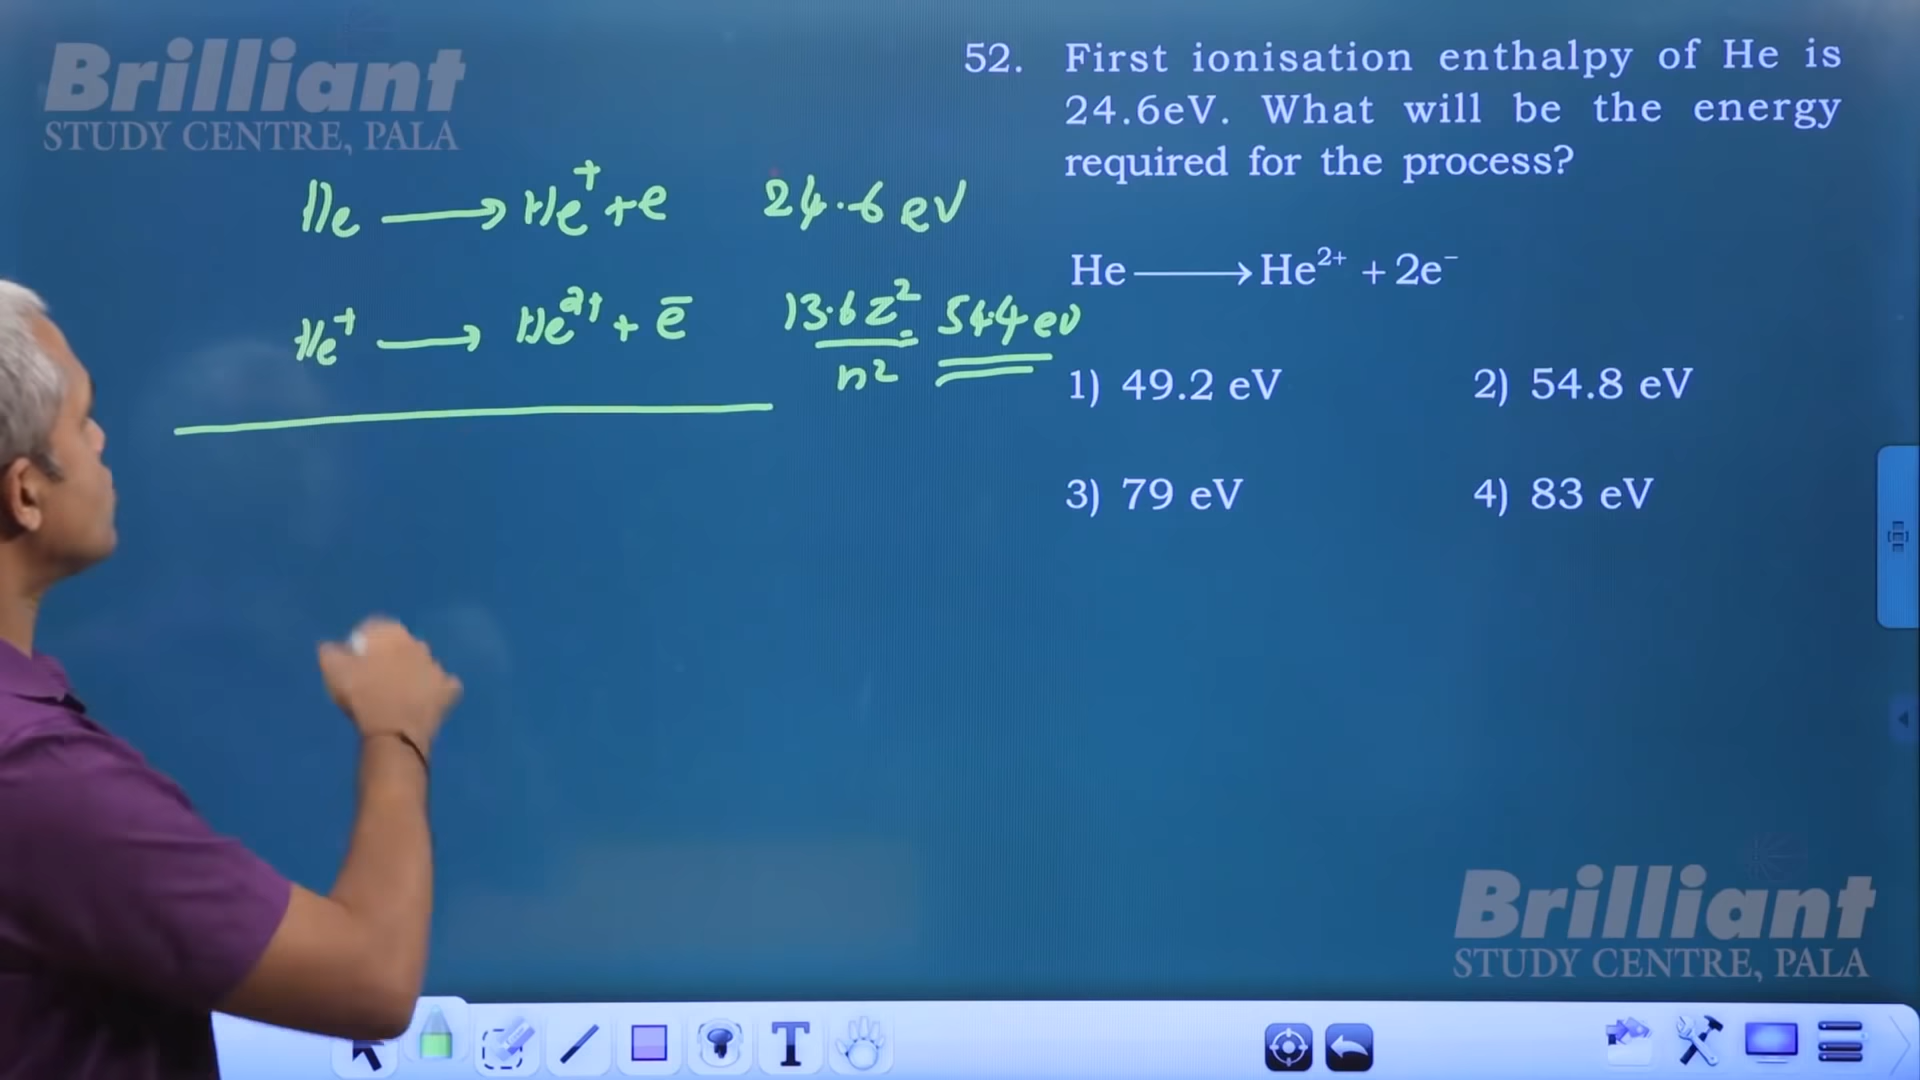 Brilliant
STUDY CENTRE, PALA
52. First ionisation enthalpy of He is
24.6eV. What will be the energy
required for the process?
He ⟶ He²⁺ + 2e⁻
1) 49.2 eV 2) 54.8 eV
3) 79 eV 4) 83 eV
He ⟶ He⁺ + e 24.6 eV
He⁺ ⟶ He²⁺ + e̅ 13.6 z² / n² = 54.4 eV
Brilliant
STUDY CENTRE, PALA
T